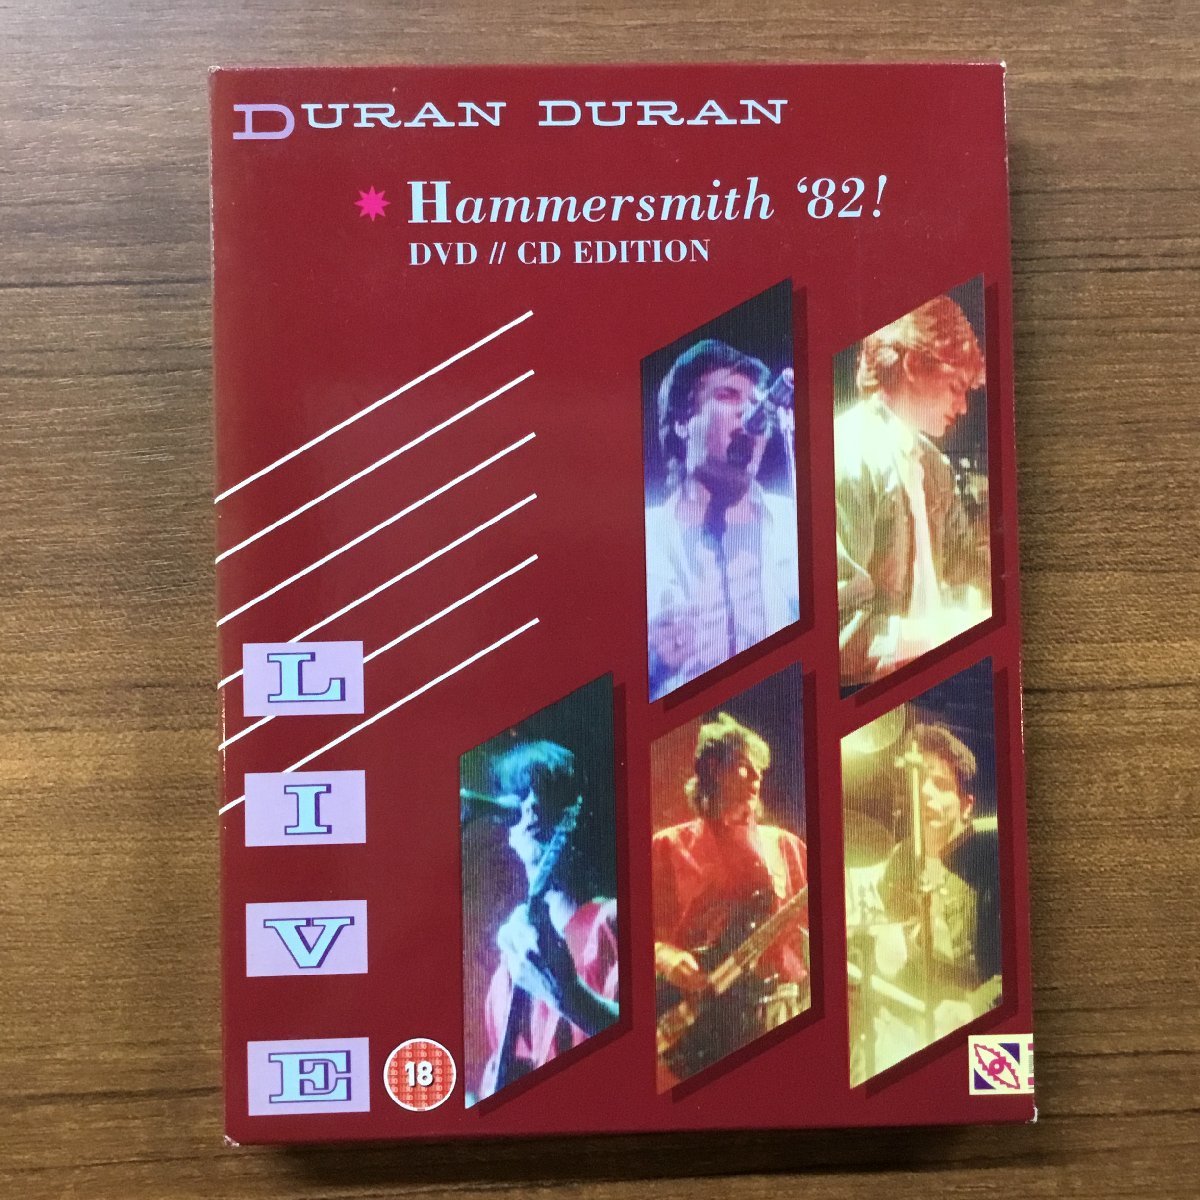 DURAN DURAN
Hammersmith '82!
DVD // CD EDITION
L
I
V
E
18